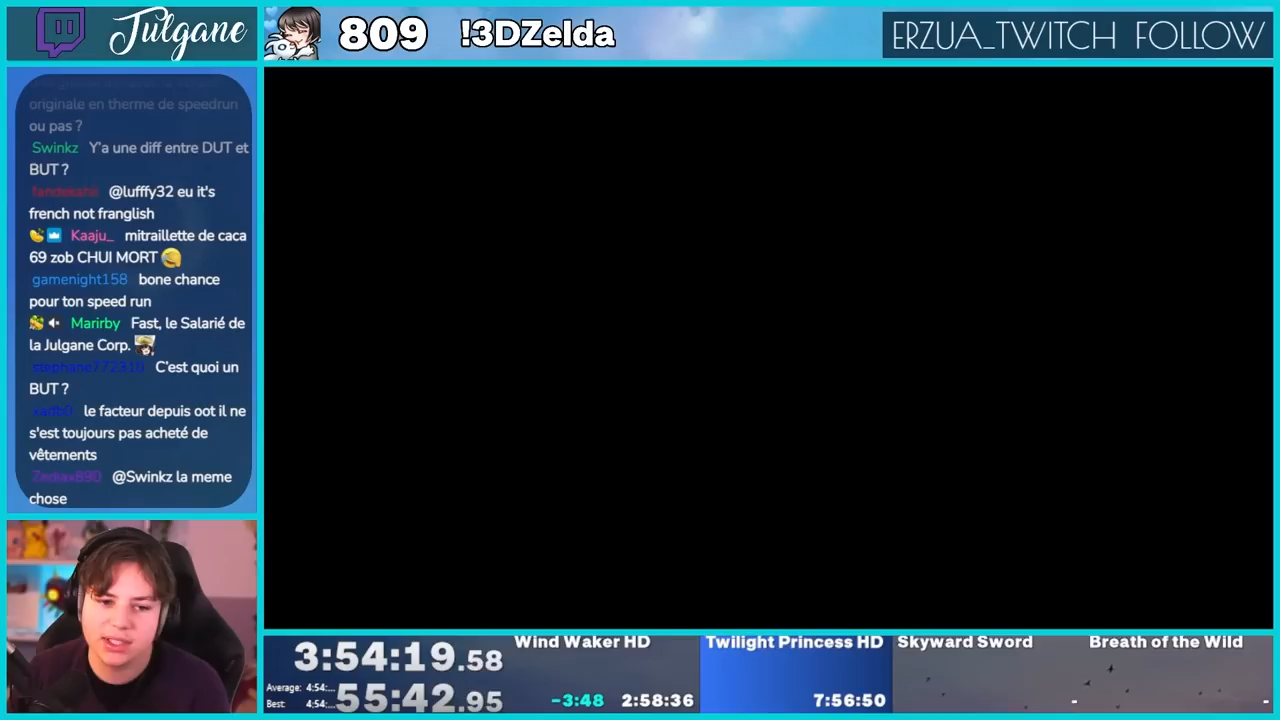 Julgane
809
!3DZelda
ERZUA_TWITCH FOLLOW
originale en therme de speedrun
ou pas ?
Swinkz Y'a une diff entre DUT et
BUT ?
@lufffy32 eu it's
french not franglish
Kaaju_ mitraillette de caca
69 zob CHUI MORT
gamenight158 bone chance
pour ton speed run
Marirby Fast, le Salarié de
la Julgane Corp.
C'est quoi un
BUT ?
le facteur depuis oot il ne
s'est toujours pas acheté de
vêtements
Zediax890 @Swinkz la meme
chose
3:54:19.58
Average: 4:54:...
Best: 4:54:...
55:42.95
Wind Waker HD
-3:48 2:58:36
Twilight Princess HD
7:56:50
Skyward Sword
-
Breath of the Wild
-